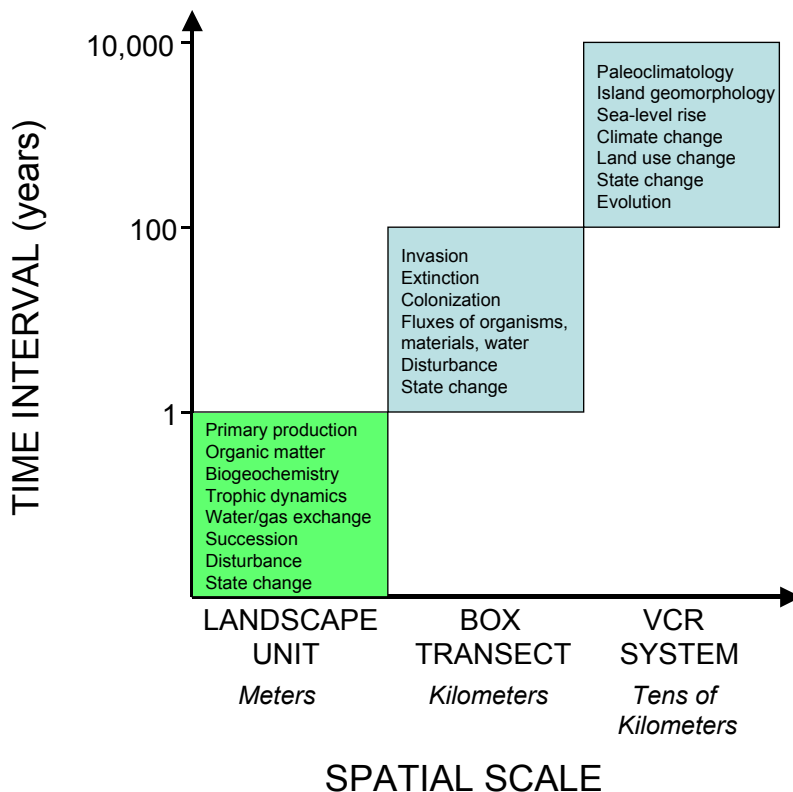 TIME INTERVAL (years)
10,000
100
1
Paleoclimatology
Island geomorphology
Sea-level rise
Climate change
Land use change
State change
Evolution
Invasion
Extinction
Colonization
Fluxes of organisms,
materials, water
Disturbance
State change
Primary production
Organic matter
Biogeochemistry
Trophic dynamics
Water/gas exchange
Succession
Disturbance
State change
LANDSCAPE
UNIT
Meters
BOX
TRANSECT
Kilometers
VCR
SYSTEM
Tens of
Kilometers
SPATIAL SCALE